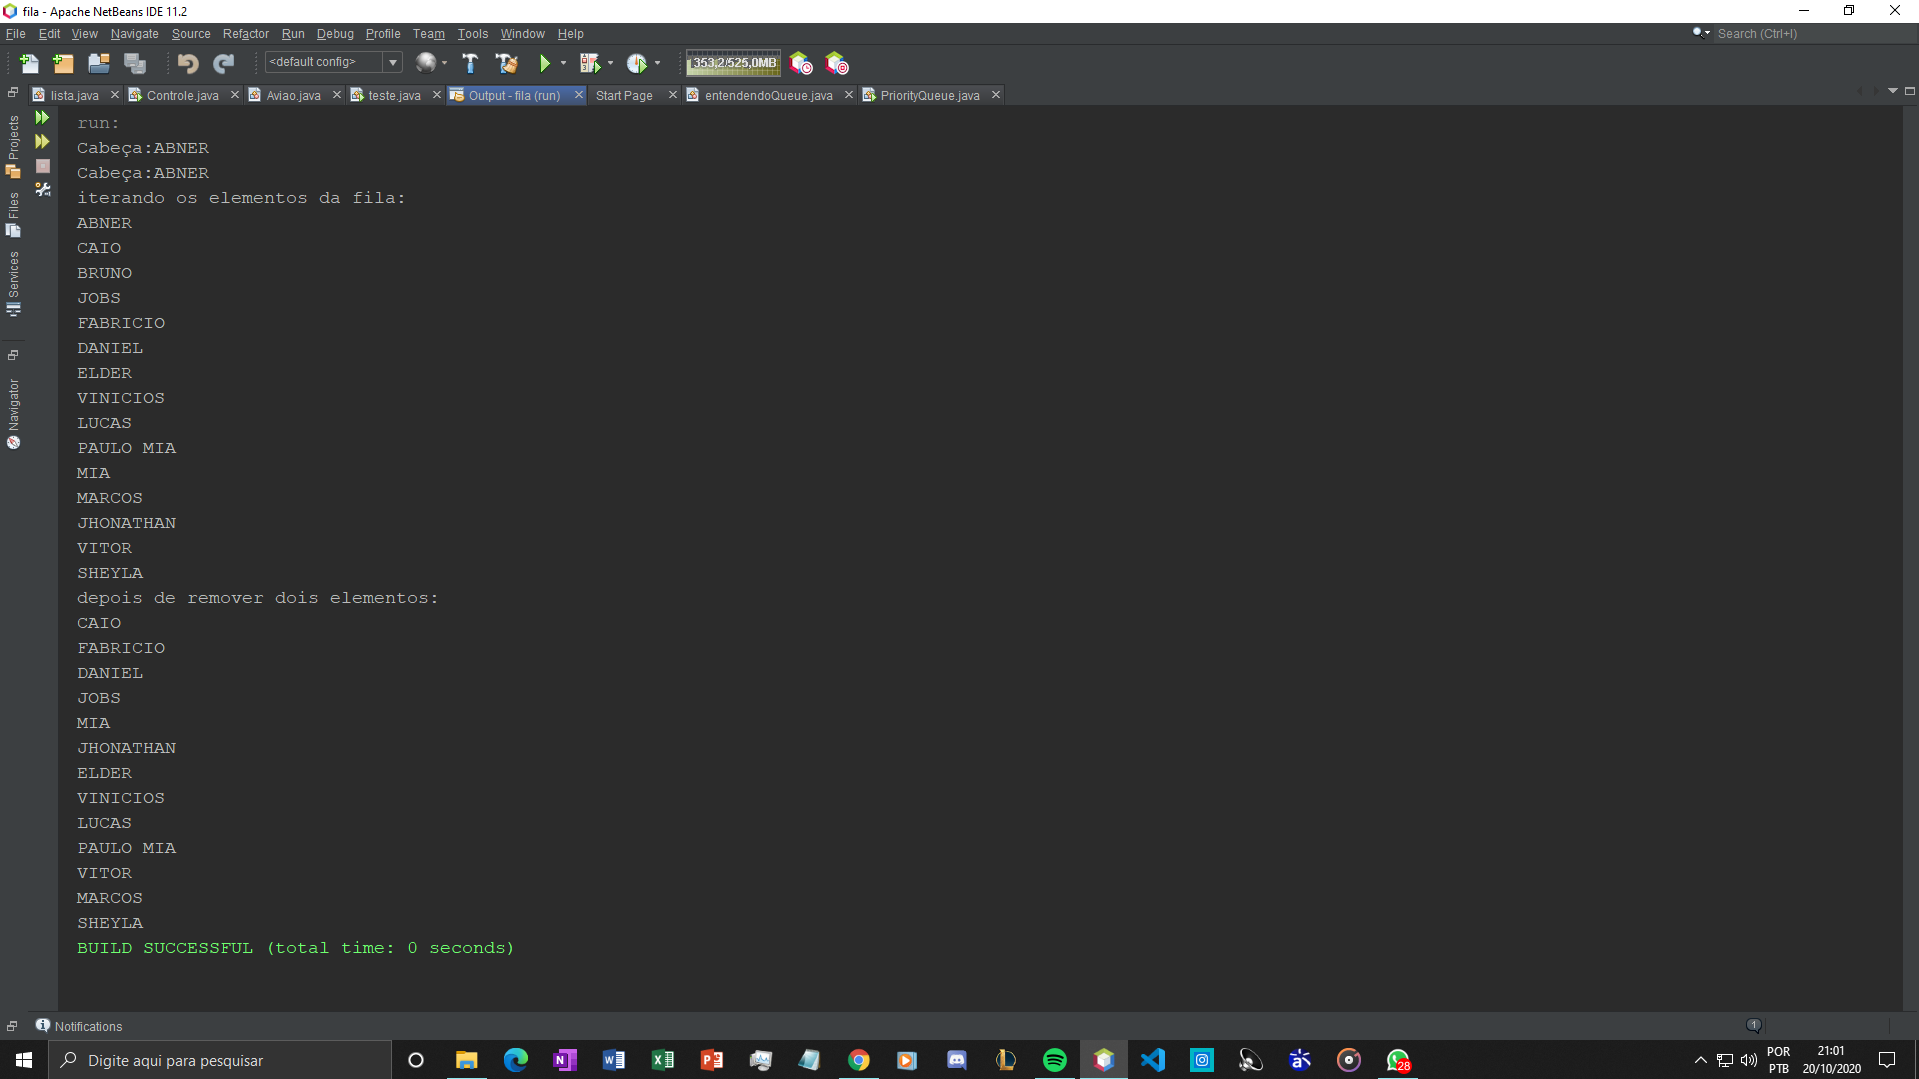 fila - Apache NetBeans IDE 11.2
File Edit View Navigate Source Refactor Run Debug Profile Team Tools Window Help
Search (Ctrl+I)
<default config>
353,2/525,0MB
lista.java
Controle.java
Aviao.java
teste.java
Output - fila (run)
Start Page
entendendoQueue.java
PriorityQueue.java
Projects
Files
Services
Navigator
run:
Cabeça:ABNER
Cabeça:ABNER
iterando os elementos da fila:
ABNER
CAIO
BRUNO
JOBS
FABRICIO
DANIEL
ELDER
VINICIOS
LUCAS
PAULO MIA
MIA
MARCOS
JHONATHAN
VITOR
SHEYLA
depois de remover dois elementos:
CAIO
FABRICIO
DANIEL
JOBS
MIA
JHONATHAN
ELDER
VINICIOS
LUCAS
PAULO MIA
VITOR
MARCOS
SHEYLA
BUILD SUCCESSFUL (total time: 0 seconds)
Notifications
1
Digite aqui para pesquisar
28
POR
PTB
21:01
20/10/2020